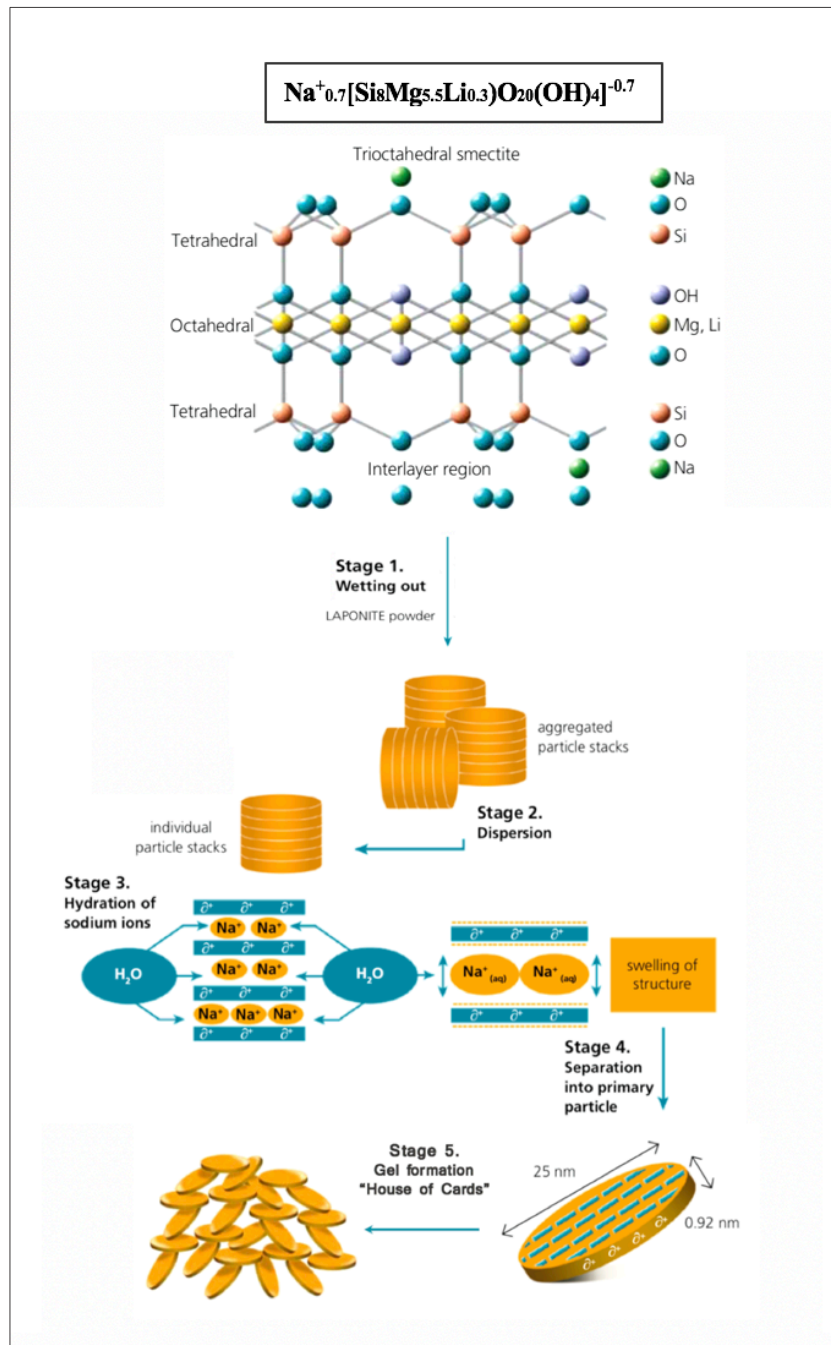 Na⁺₀.₇[Si₈Mg₅.₅Li₀.₃)O₂₀(OH)₄]⁻⁰·⁷
Trioctahedral smectite
Na
O
Tetrahedral
Si
OH
Octahedral
Mg, Li
O
Tetrahedral
Si
O
Interlayer region
Na
Stage 1.
Wetting out
LAPONITE powder
aggregated
particle stacks
Stage 2.
Dispersion
individual
particle stacks
Stage 3.
Hydration of
sodium ions
∂⁺ ∂⁺ ∂⁺
Na⁺ Na⁺
∂⁺ ∂⁺ ∂⁺
H₂O
Na⁺ Na⁺
H₂O
∂⁺ ∂⁺ ∂⁺
Na⁺ Na⁺ Na⁺
∂⁺ ∂⁺ ∂⁺
∂⁺ ∂⁺ ∂⁺
Na⁺(aq) Na⁺(aq)
∂⁺ ∂⁺ ∂⁺
swelling of
structure
Stage 4.
Separation
into primary
particle
Stage 5.
Gel formation
"House of Cards"
25 nm
0.92 nm
∂⁺ ∂⁺ ∂⁺ ∂⁺